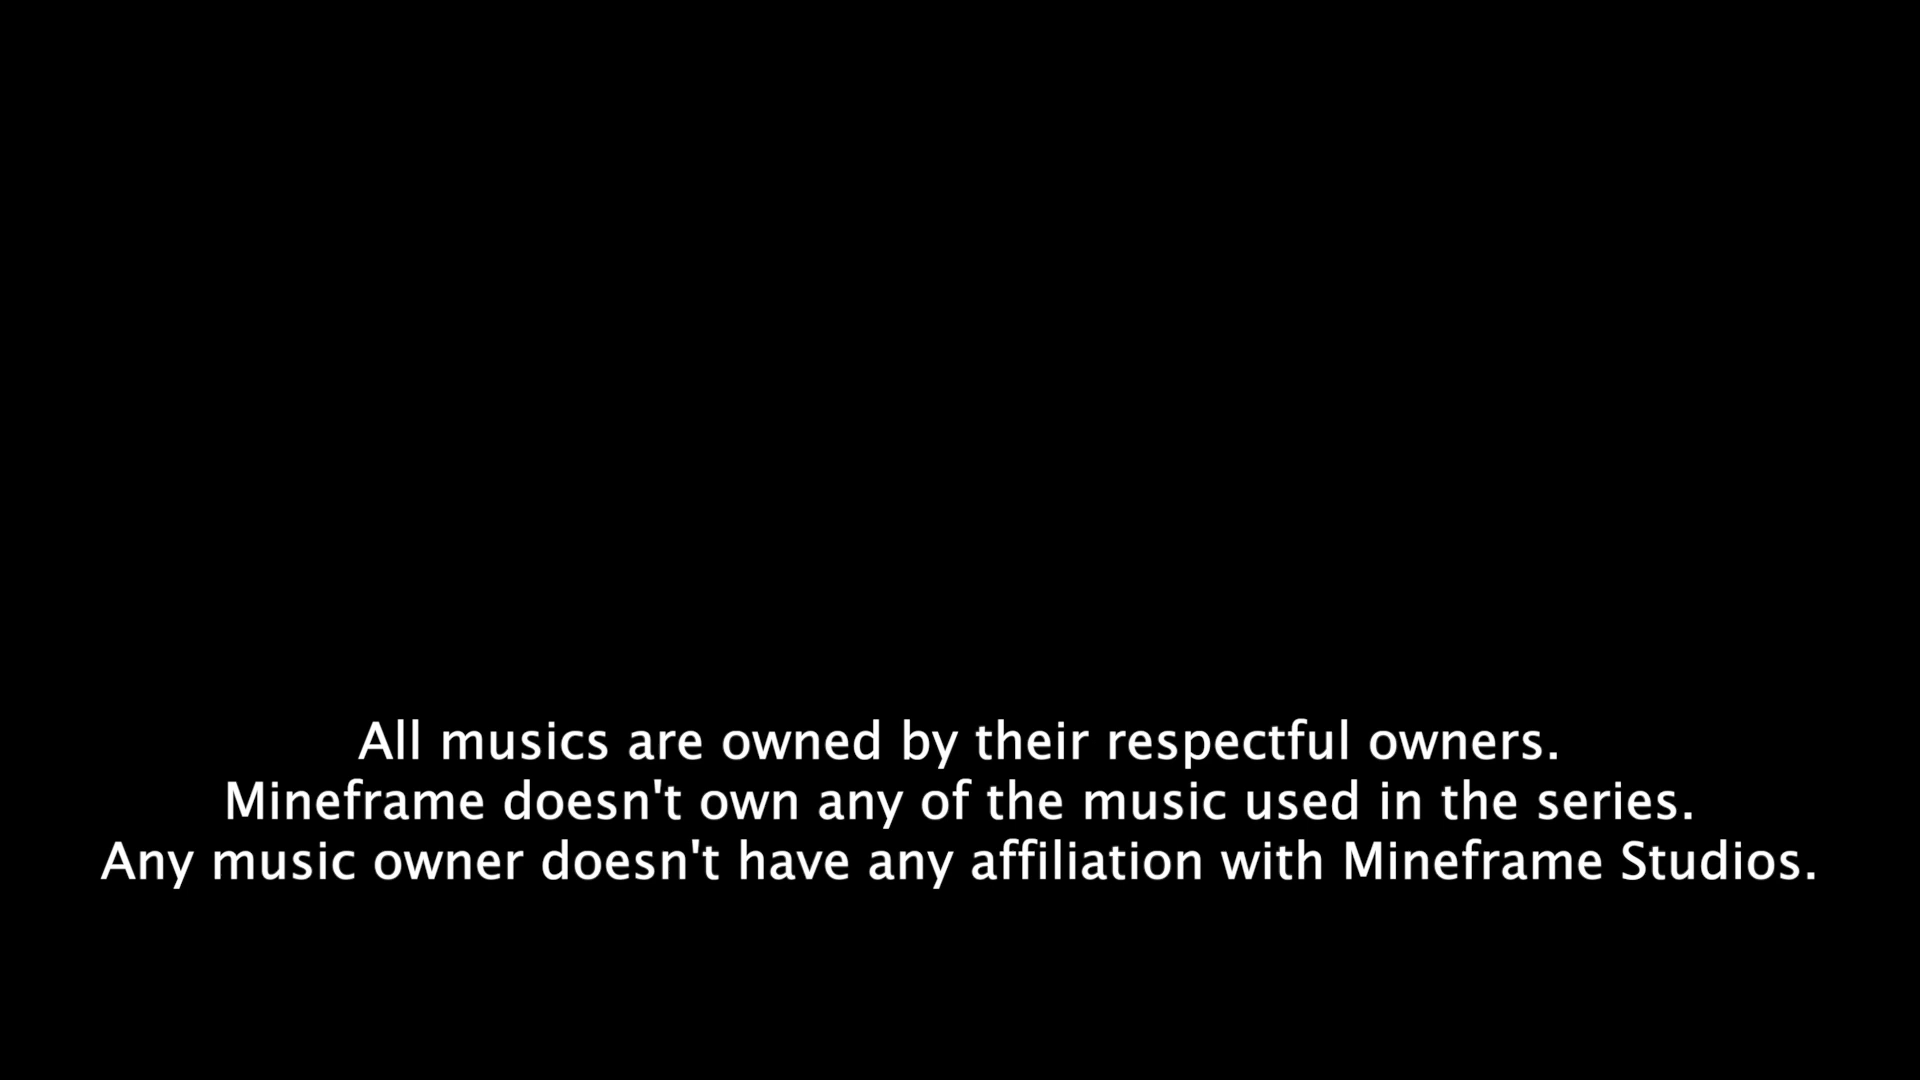 All musics are owned by their respectful owners.
Mineframe doesn't own any of the music used in the series.
Any music owner doesn't have any affiliation with Mineframe Studios.